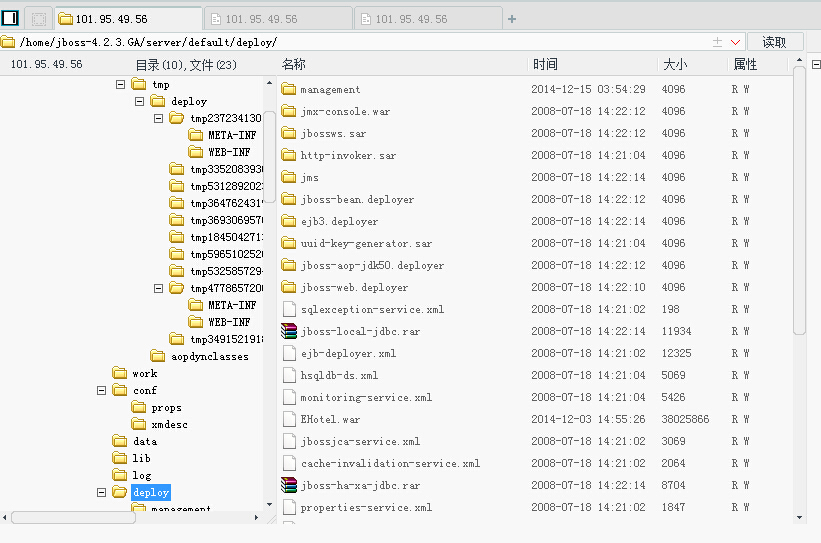 101.95.49.56 101.95.49.56 101.95.49.56 +
/home/jboss-4.2.3.GA/server/default/deploy/ 读取
101.95.49.56 目录(10),文件(23) 名称 时间 大小 属性
tmp
deploy
tmp237234130
META-INF
WEB-INF
tmp335208393
tmp531289202
tmp364762431
tmp369306957
tmp184504271
tmp596510252
tmp532585729
tmp477865720
META-INF
WEB-INF
tmp349152191
aopdynclasses
work
conf
props
xmdesc
data
lib
log
deploy
management
management 2014-12-15 03:54:29 4096 R W
jmx-console.war 2008-07-18 14:22:12 4096 R W
jbossws.sar 2008-07-18 14:22:12 4096 R W
http-invoker.sar 2008-07-18 14:21:04 4096 R W
jms 2008-07-18 14:22:14 4096 R W
jboss-bean.deployer 2008-07-18 14:22:12 4096 R W
ejb3.deployer 2008-07-18 14:22:14 4096 R W
uuid-key-generator.sar 2008-07-18 14:21:04 4096 R W
jboss-aop-jdk50.deployer 2008-07-18 14:22:12 4096 R W
jboss-web.deployer 2008-07-18 14:22:10 4096 R W
sqlexception-service.xml 2008-07-18 14:21:02 198 R W
jboss-local-jdbc.rar 2008-07-18 14:22:14 11934 R W
ejb-deployer.xml 2008-07-18 14:21:02 12325 R W
hsqldb-ds.xml 2008-07-18 14:21:04 5069 R W
monitoring-service.xml 2008-07-18 14:21:04 5426 R W
EHotel.war 2014-12-03 14:55:26 38025866 R W
jbossjca-service.xml 2008-07-18 14:21:02 3069 R W
cache-invalidation-service.xml 2008-07-18 14:21:02 2064 R W
jboss-ha-xa-jdbc.rar 2008-07-18 14:22:14 8704 R W
properties-service.xml 2008-07-18 14:21:02 1847 R W